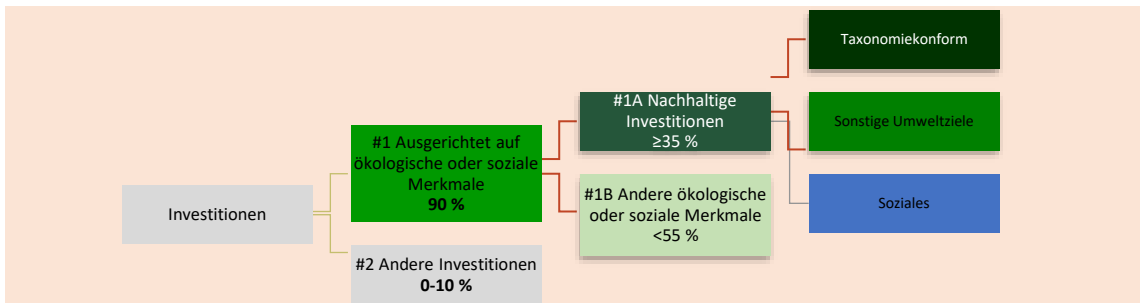 Investitionen
#1 Ausgerichtet auf
ökologische oder soziale
Merkmale
90 %
#2 Andere Investitionen
0-10 %
#1A Nachhaltige
Investitionen
≥35 %
#1B Andere ökologische
oder soziale Merkmale
<55 %
Taxonomiekonform
Sonstige Umweltziele
Soziales